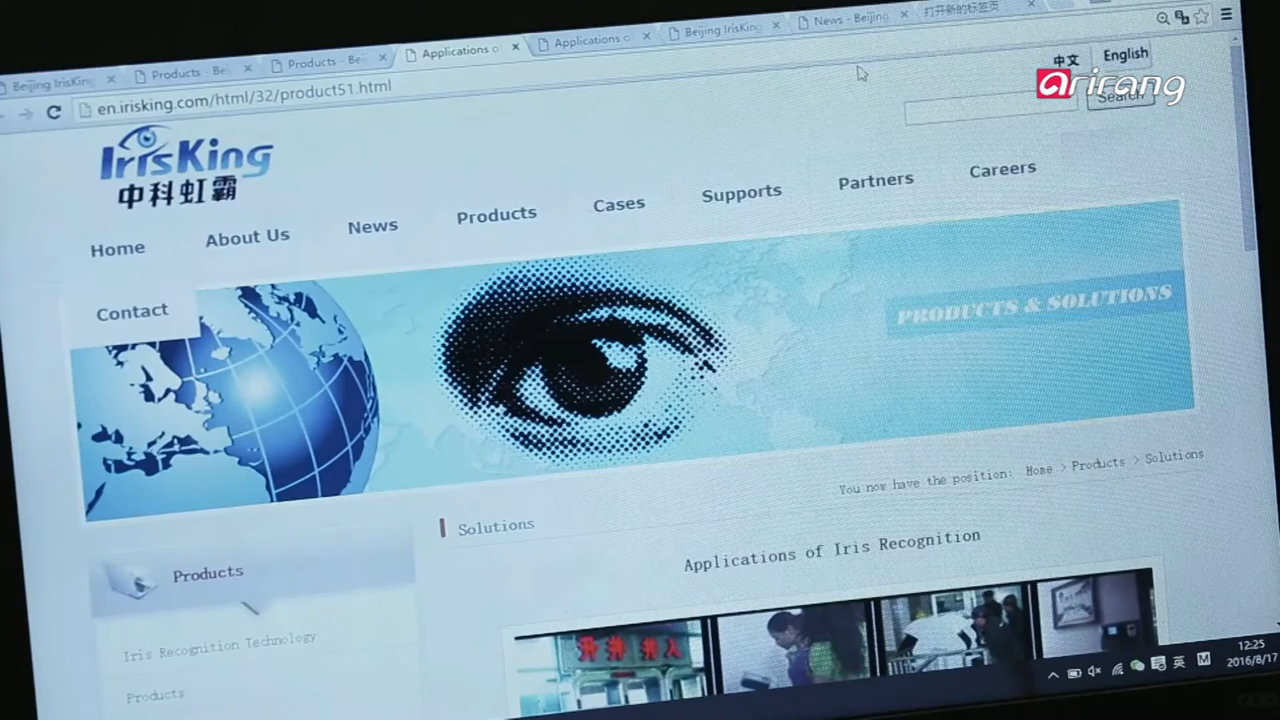 Beijing IrisKing
Products - Be
Products - Be
Applications o
Applications o
Beijing IrisKing
News - Beijing
打开新的标签页
en.irisking.com/html/32/product51.html
中文
English
arirang
Search
IrisKing
中科虹霸
Home
About Us
News
Products
Cases
Supports
Partners
Careers
Contact
PRODUCTS & SOLUTIONS
You now have the position: Home > Products > Solutions
Solutions
Applications of Iris Recognition
Products
Iris Recognition Technology
Products
英
M
12:25
2016/8/17